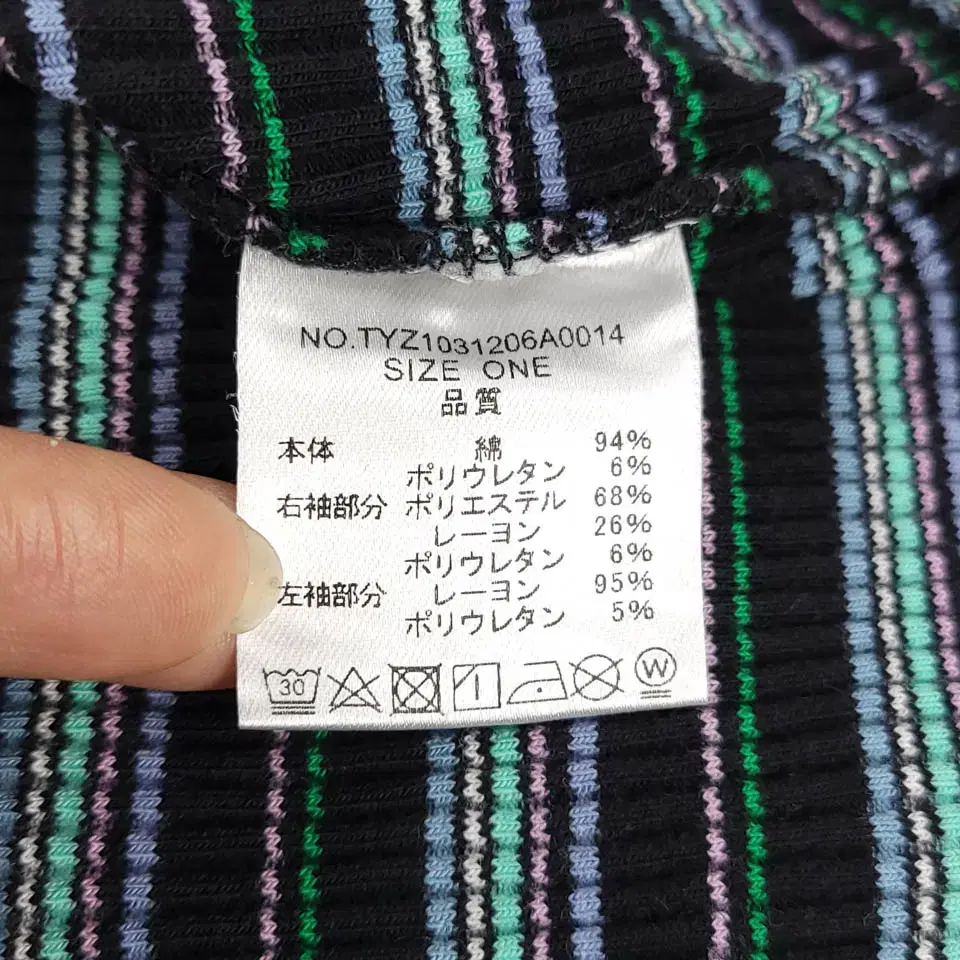 NO.TYZ1031206A0014
SIZE ONE
品質
本体 綿 94%
ポリウレタン 6%
右袖部分 ポリエステル 68%
レーヨン 26%
ポリウレタン 6%
左袖部分 レーヨン 95%
ポリウレタン 5%
30 W